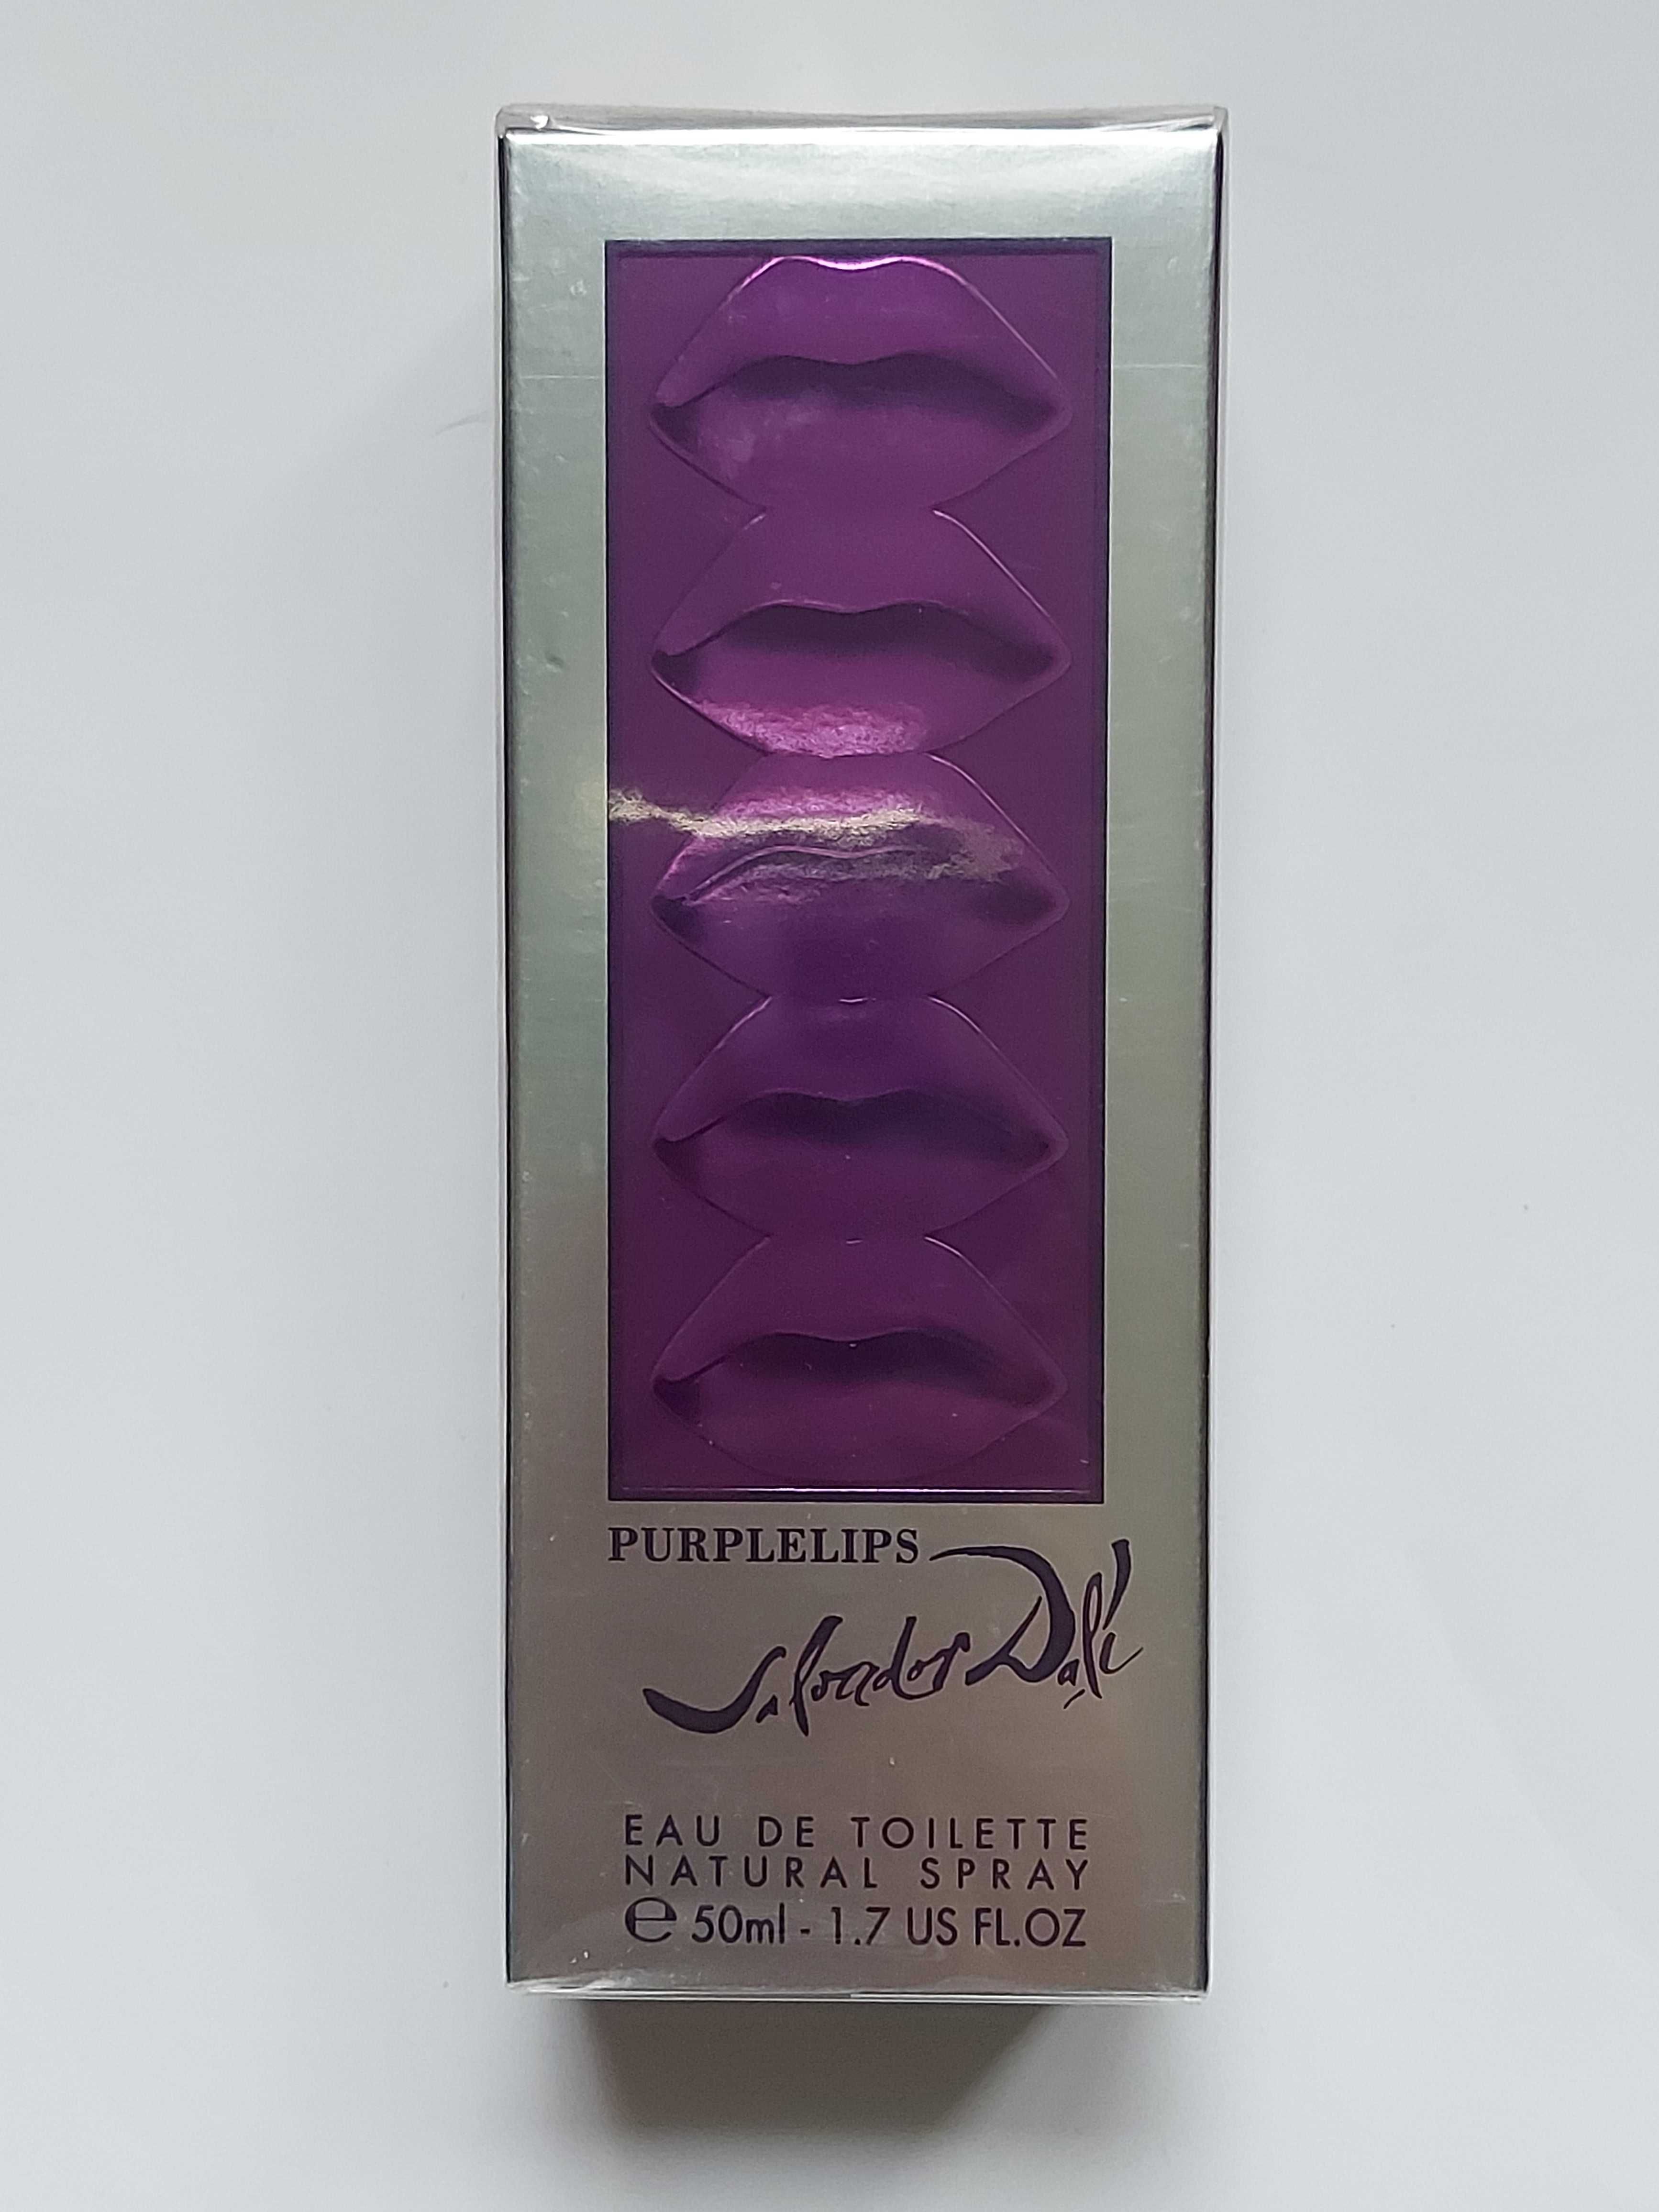 PURPLELIPS
Salvador Dalí
EAU DE TOILETTE
NATURAL SPRAY
℮ 50ml - 1.7 US FL.OZ